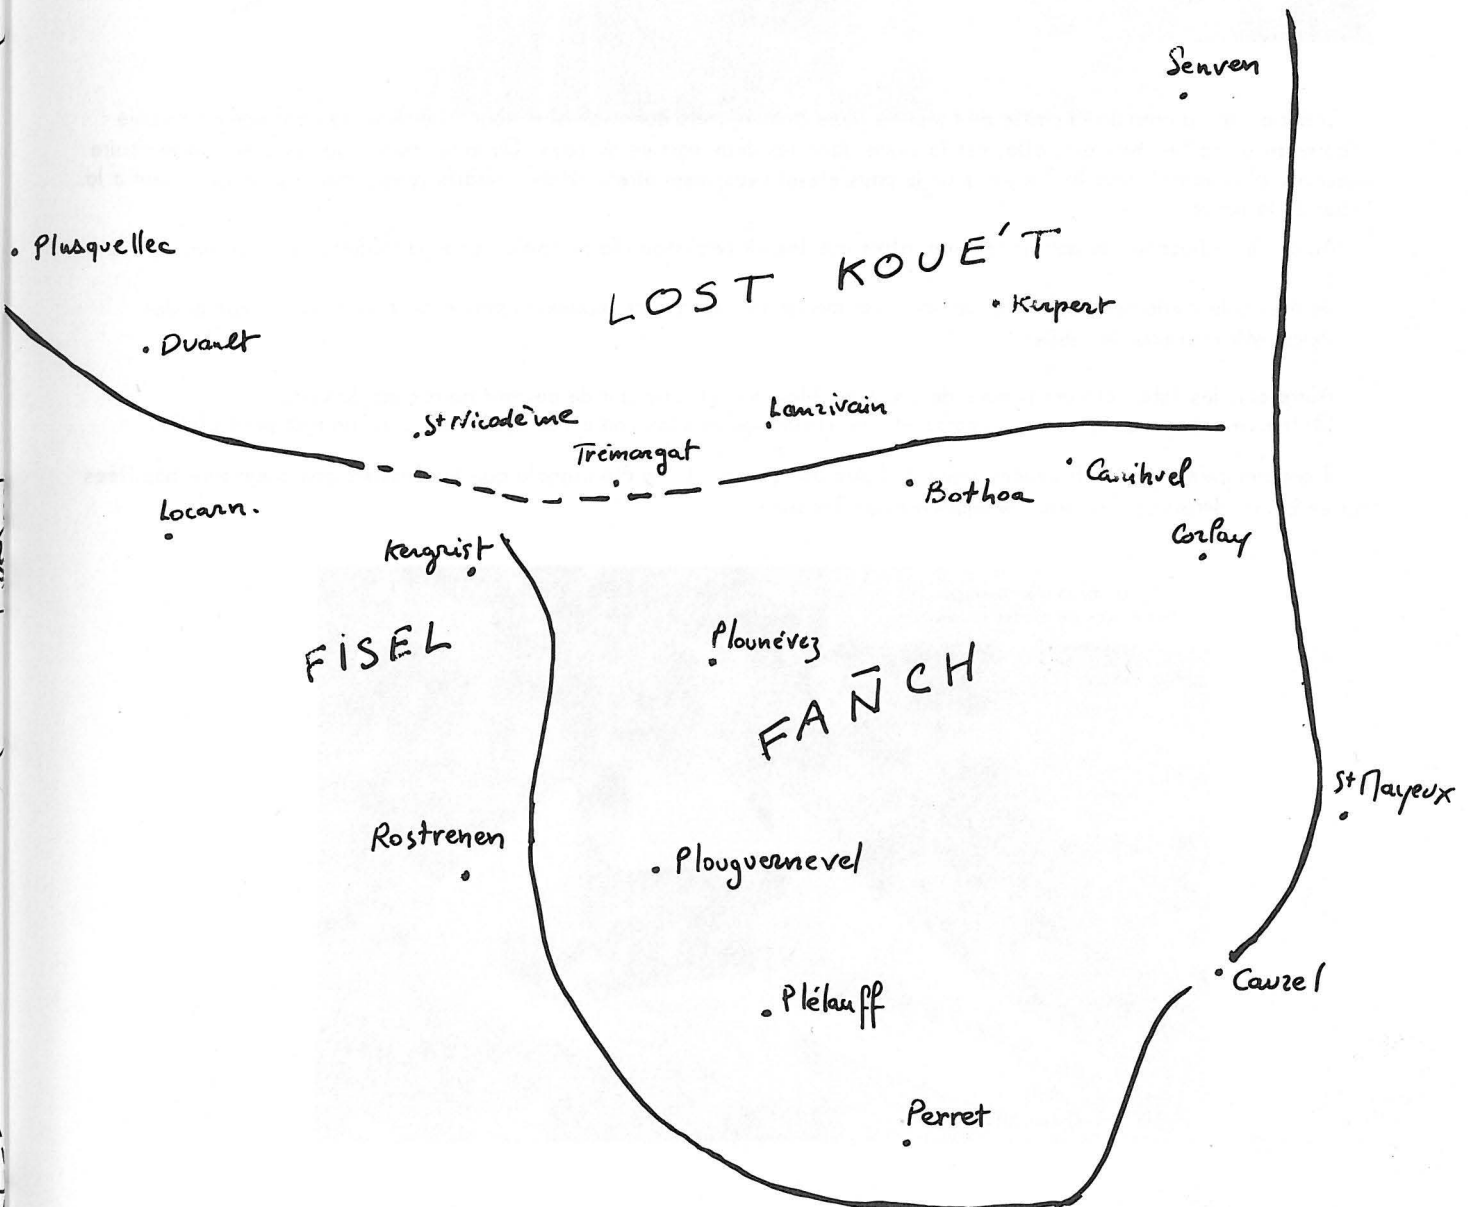 Senven
Plusquellec
LOST KOUE'T
Kerpert
Duault
Lanrivain
St Nicodème
Trémargat
Canihuel
Bothoa
Locarn.
Corlay
Kergrist
FISEL
Plounévez
FAÑCH
St Mayeux
Rostrenen
Plouguernevel
Caurel
Plélauff
Perret